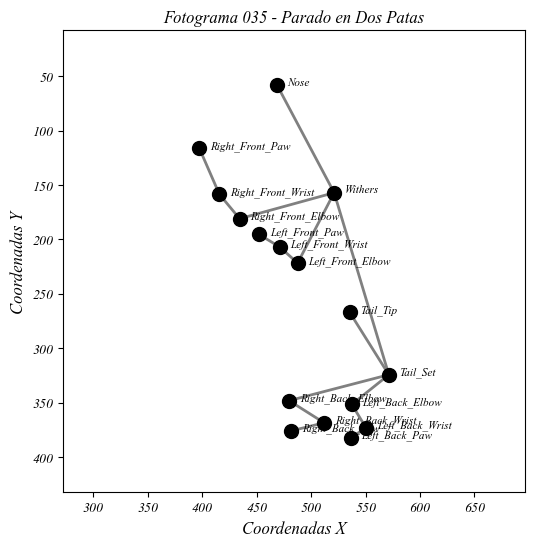 Fotograma 035 - Parado en Dos Patas
Nose
Right_Front_Paw
Right_Front_Wrist
Withers
Right_Front_Elbow
Left_Front_Paw
Left_Front_Wrist
Left_Front_Elbow
Tail_Tip
Tail_Set
Right_Back_Elbow
Left_Back_Elbow
Right_Back_Wrist
Left_Back_Wrist
Right_Back_Paw
Left_Back_Paw
50
100
150
200
250
300
350
400
Coordenadas Y
300
350
400
450
500
550
600
650
Coordenadas X